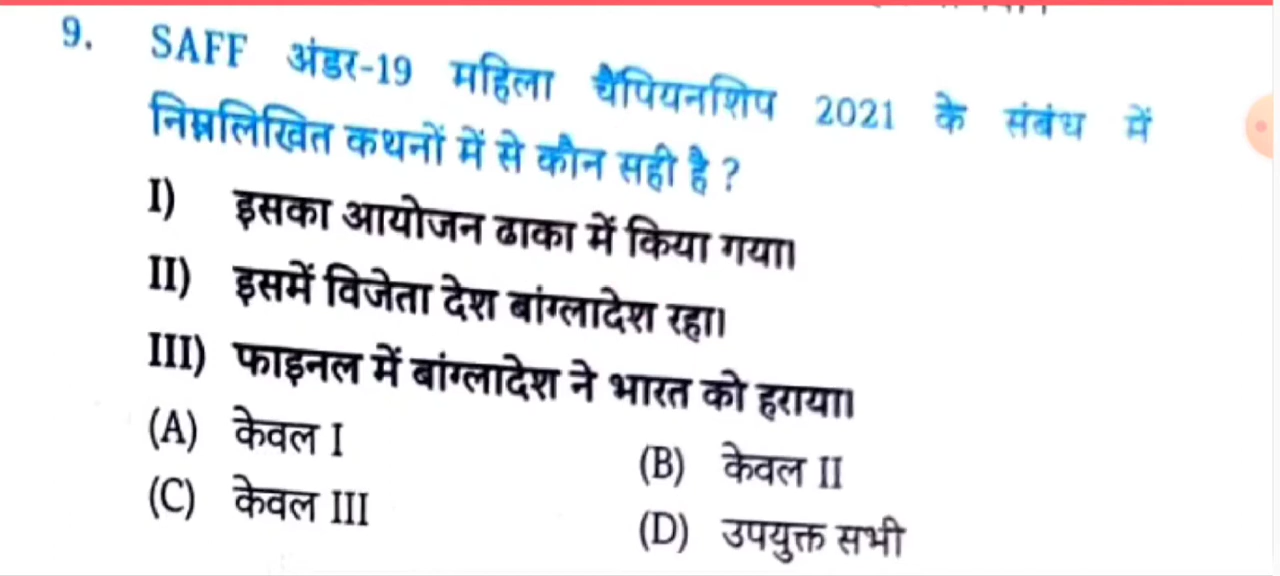 9. SAFF अंडर-19 महिला चैंपियनशिप 2021 के संबंध में
निम्नलिखित कथनों में से कौन सही है ?
I) इसका आयोजन ढाका में किया गया।
II) इसमें विजेता देश बांग्लादेश रहा।
III) फाइनल में बांग्लादेश ने भारत को हराया।
(A) केवल I
(B) केवल II
(C) केवल III
(D) उपयुक्त सभी